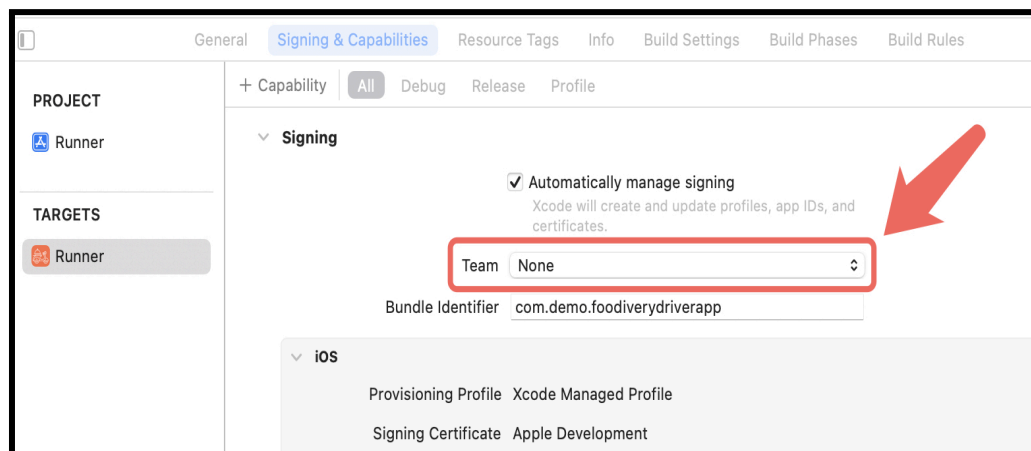 General Signing & Capabilities Resource Tags Info Build Settings Build Phases Build Rules
PROJECT
Runner
TARGETS
Runner
+ Capability All Debug Release Profile
Signing
Automatically manage signing
Xcode will create and update profiles, app IDs, and
certificates.
Team None
Bundle Identifier com.demo.foodiverydriverapp
iOS
Provisioning Profile Xcode Managed Profile
Signing Certificate Apple Development